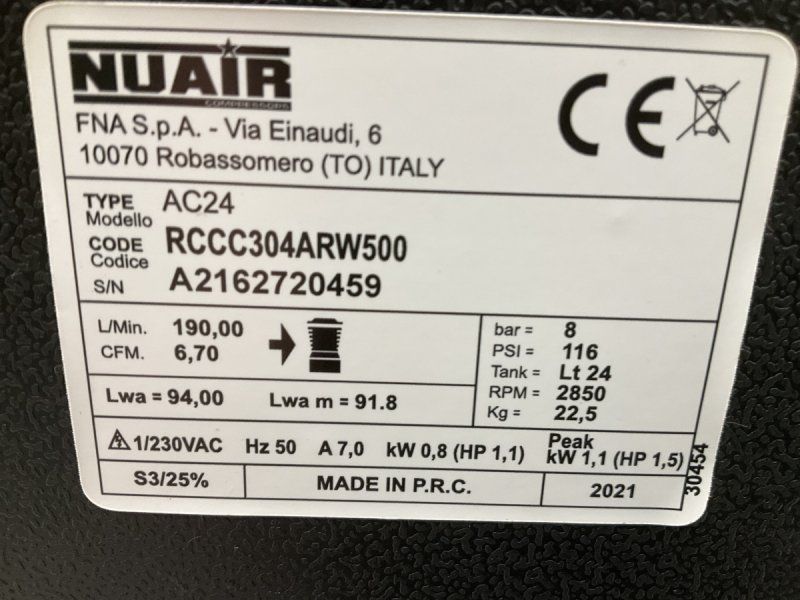 NUAIR
COMPRESSORS
FNA S.p.A. - Via Einaudi, 6
10070 Robassomero (TO) ITALY
CE
TYPE AC24
Modello
CODE RCCC304ARW500
Codice
S/N A2162720459
L/Min. 190,00
CFM. 6,70
Lwa = 94,00 Lwa m = 91.8
bar = 8
PSI = 116
Tank = Lt 24
RPM = 2850
Kg = 22,5
1/230VAC Hz 50 A 7,0 kW 0,8 (HP 1,1) Peak
kW 1,1 (HP 1,5)
S3/25% MADE IN P.R.C. 2021
30454